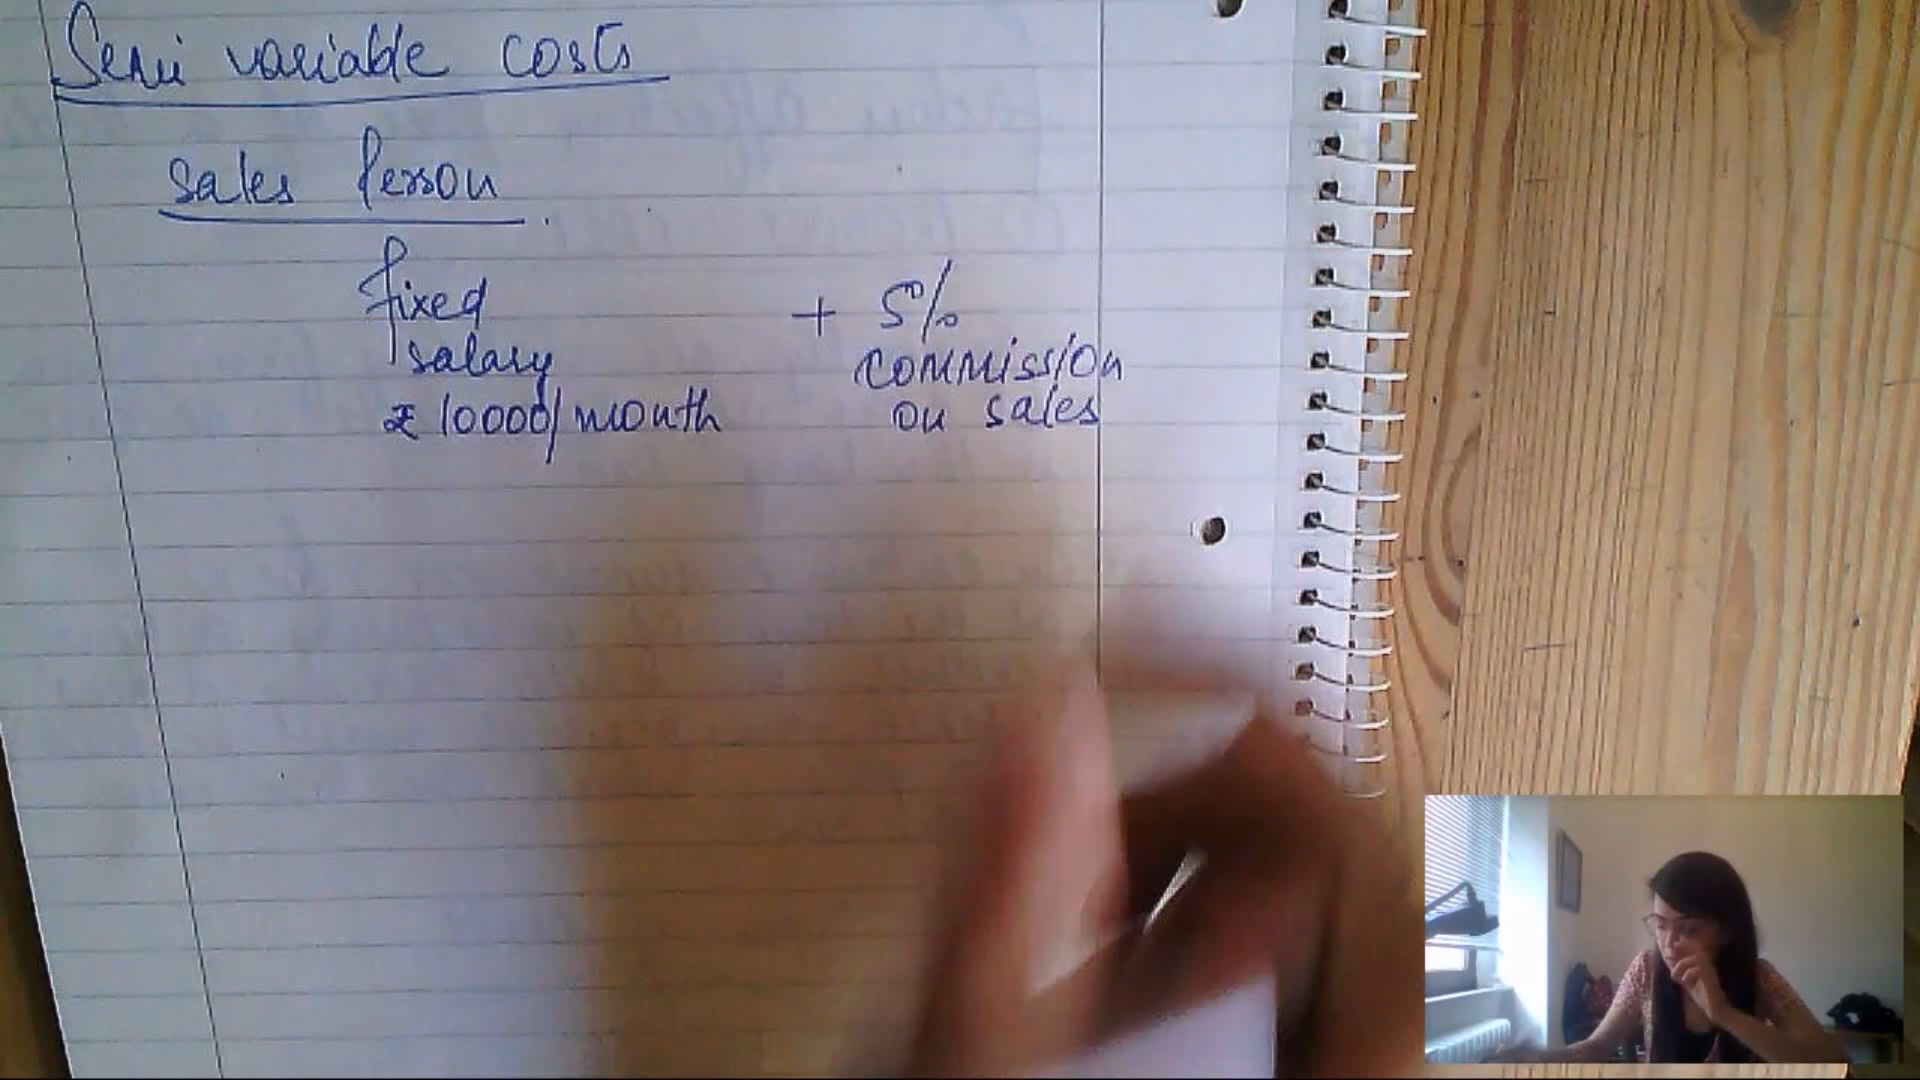 Semi variable costs
sales Person
fixed + 5%
salary commission
₹ 10000/month on sales